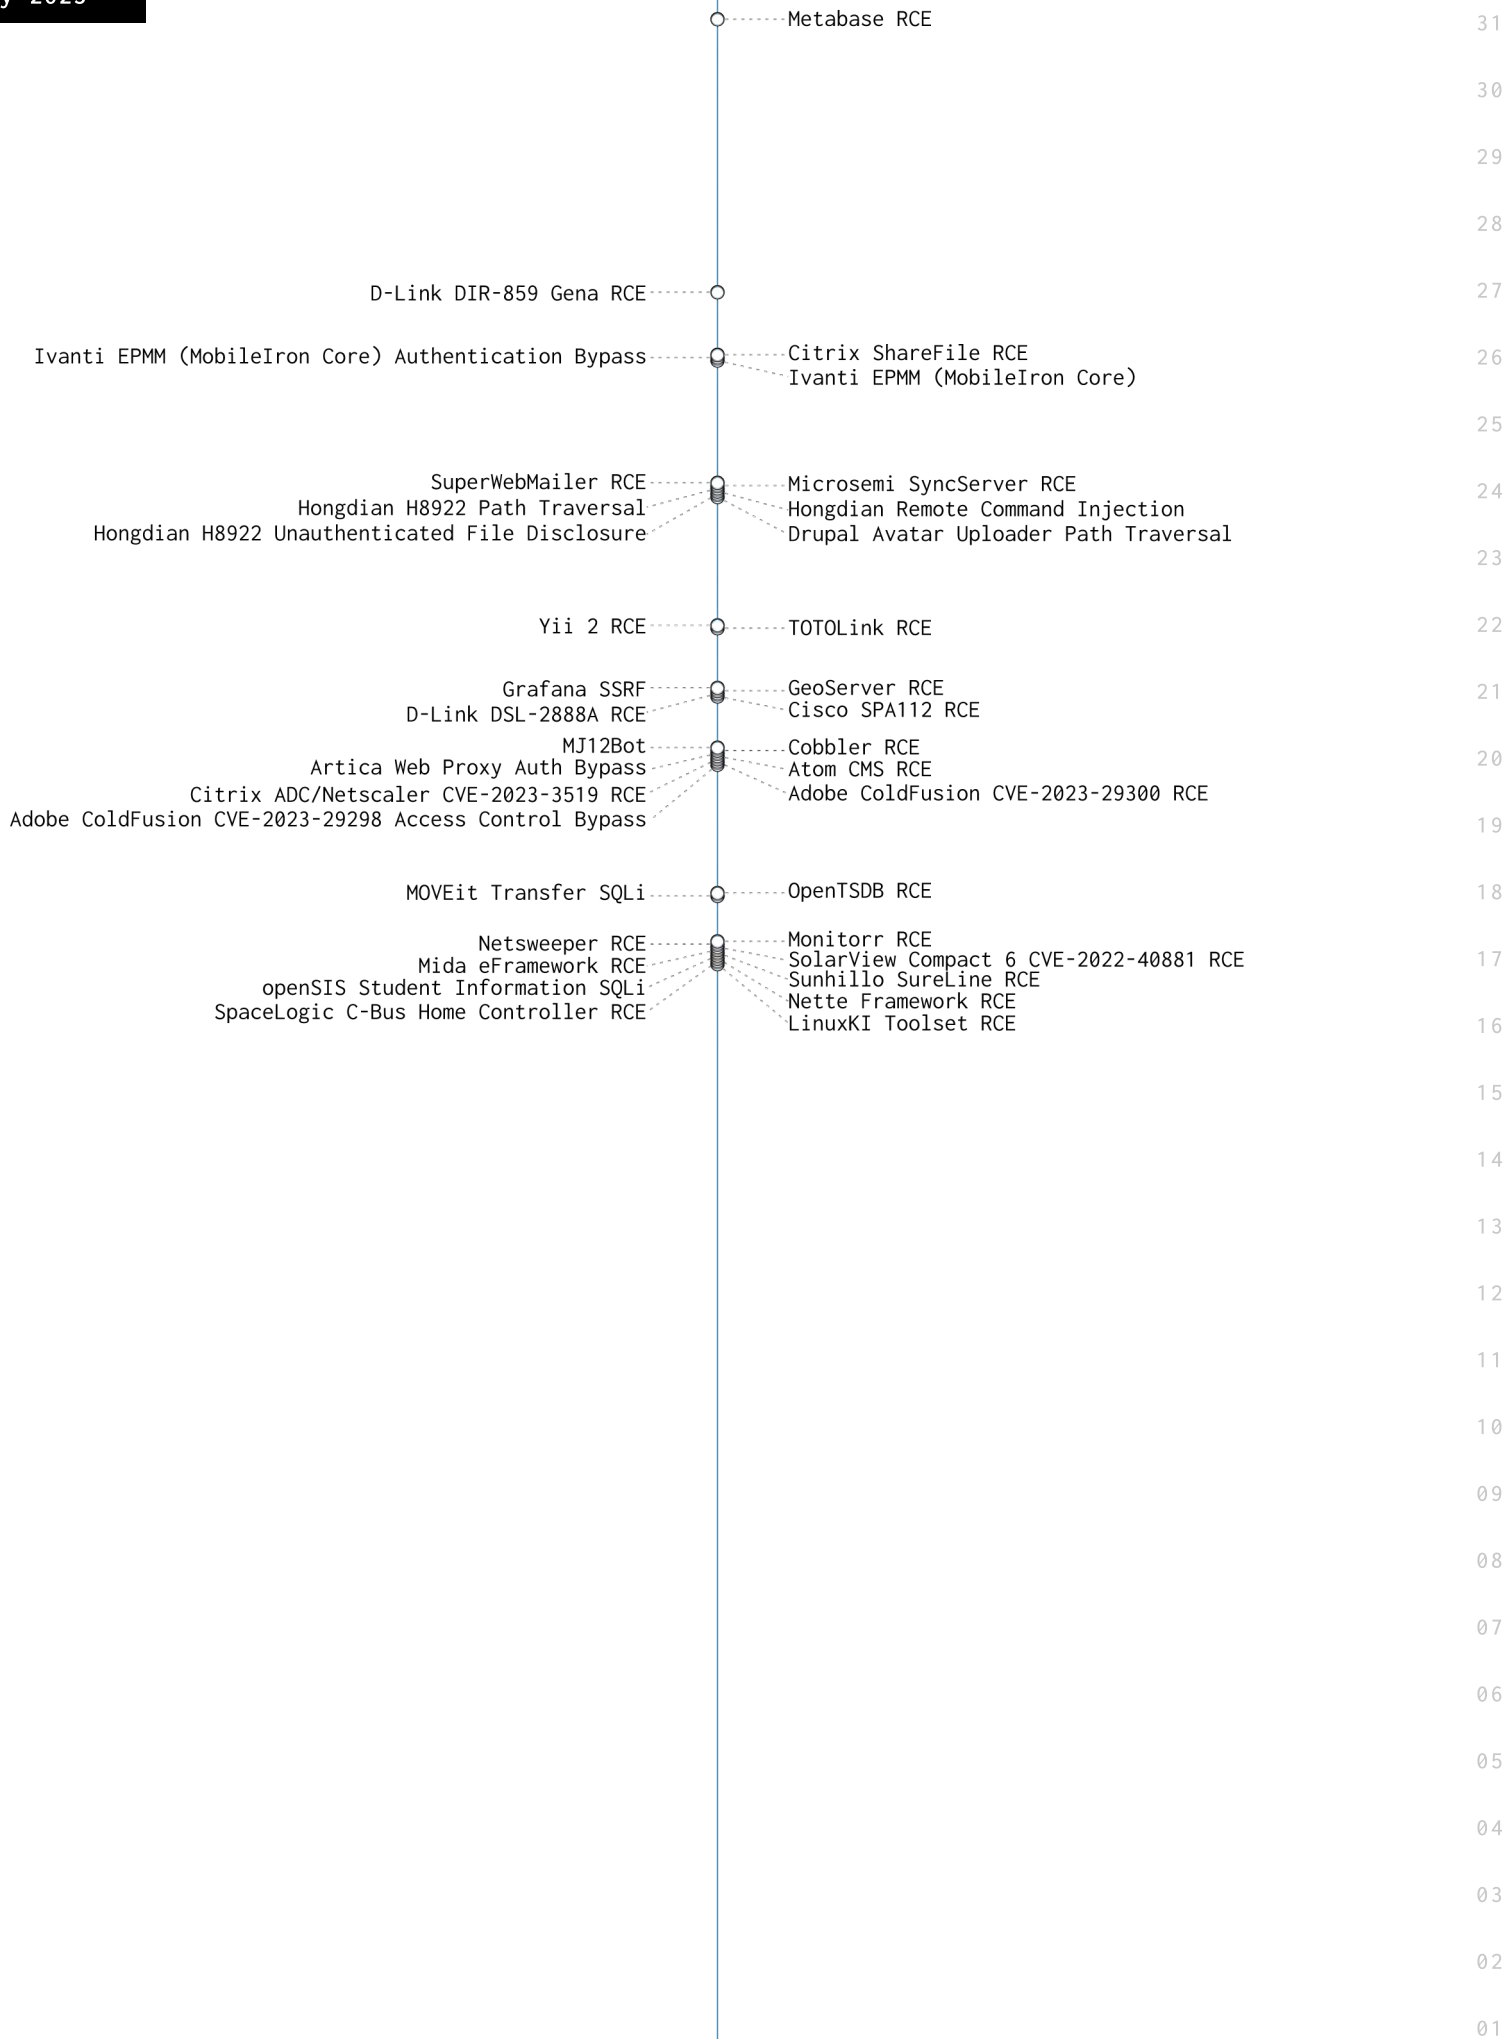 2023
Metabase RCE
31
30
29
28
D-Link DIR-859 Gena RCE
27
Citrix ShareFile RCE
Ivanti EPMM (MobileIron Core) Authentication Bypass
26
Ivanti EPMM (MobileIron Core)
25
SuperWebMailer RCE
Microsemi SyncServer RCE
24
Hongdian H8922 Path Traversal
Hongdian Remote Command Injection
Hongdian H8922 Unauthenticated File Disclosure
Drupal Avatar Uploader Path Traversal
23
Yii 2 RCE
TOTOLink RCE
22
Grafana SSRF
GeoServer RCE
21
D-Link DSL-2888A RCE
Cisco SPA112 RCE
MJ12Bot
Cobbler RCE
20
Artica Web Proxy Auth Bypass
Atom CMS RCE
Citrix ADC/Netscaler CVE-2023-3519 RCE
Adobe ColdFusion CVE-2023-29300 RCE
Adobe ColdFusion CVE-2023-29298 Access Control Bypass
19
MOVEit Transfer SQLi
OpenTSDB RCE
18
Netsweeper RCE
Monitorr RCE
SolarView Compact 6 CVE-2022-40881 RCE
17
Mida eFramework RCE
Sunhillo SureLine RCE
openSIS Student Information SQLi
Nette Framework RCE
SpaceLogic C-Bus Home Controller RCE
LinuxKI Toolset RCE
16
15
14
13
12
11
10
09
08
07
06
05
04
03
02
01